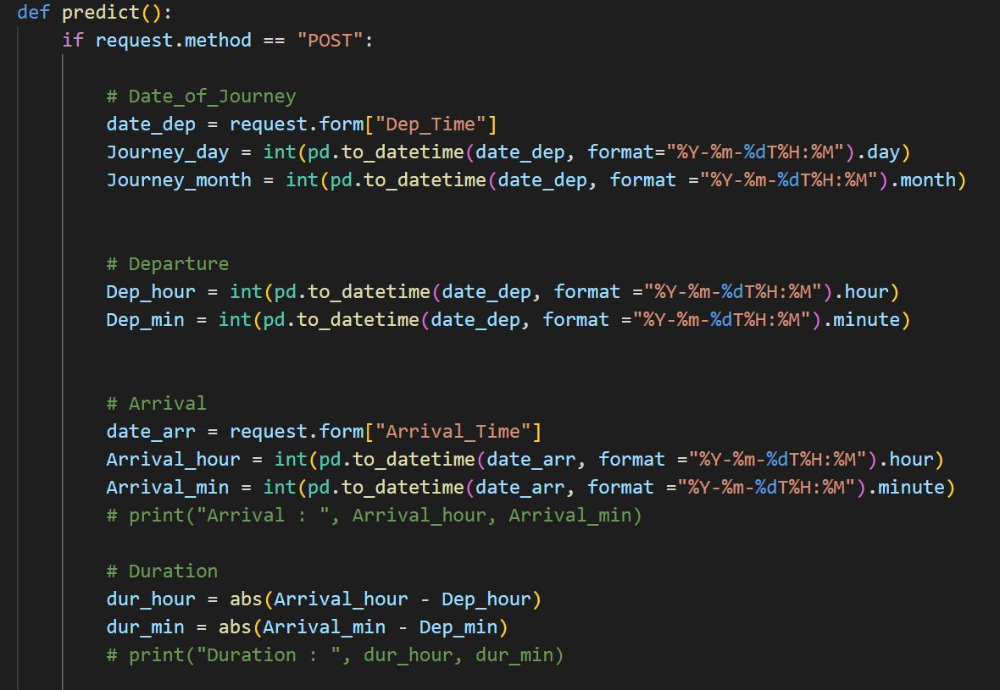 def predict():
    if request.method == "POST":
        # Date_of_Journey
        date_dep = request.form["Dep_Time"]
        Journey_day = int(pd.to_datetime(date_dep, format="%Y-%m-%dT%H:%M").day)
        Journey_month = int(pd.to_datetime(date_dep, format ="%Y-%m-%dT%H:%M").month)
        # Departure
        Dep_hour = int(pd.to_datetime(date_dep, format ="%Y-%m-%dT%H:%M").hour)
        Dep_min = int(pd.to_datetime(date_dep, format ="%Y-%m-%dT%H:%M").minute)
        # Arrival
        date_arr = request.form["Arrival_Time"]
        Arrival_hour = int(pd.to_datetime(date_arr, format ="%Y-%m-%dT%H:%M").hour)
        Arrival_min = int(pd.to_datetime(date_arr, format ="%Y-%m-%dT%H:%M").minute)
        # print("Arrival : ", Arrival_hour, Arrival_min)
        # Duration
        dur_hour = abs(Arrival_hour - Dep_hour)
        dur_min = abs(Arrival_min - Dep_min)
        # print("Duration : ", dur_hour, dur_min)